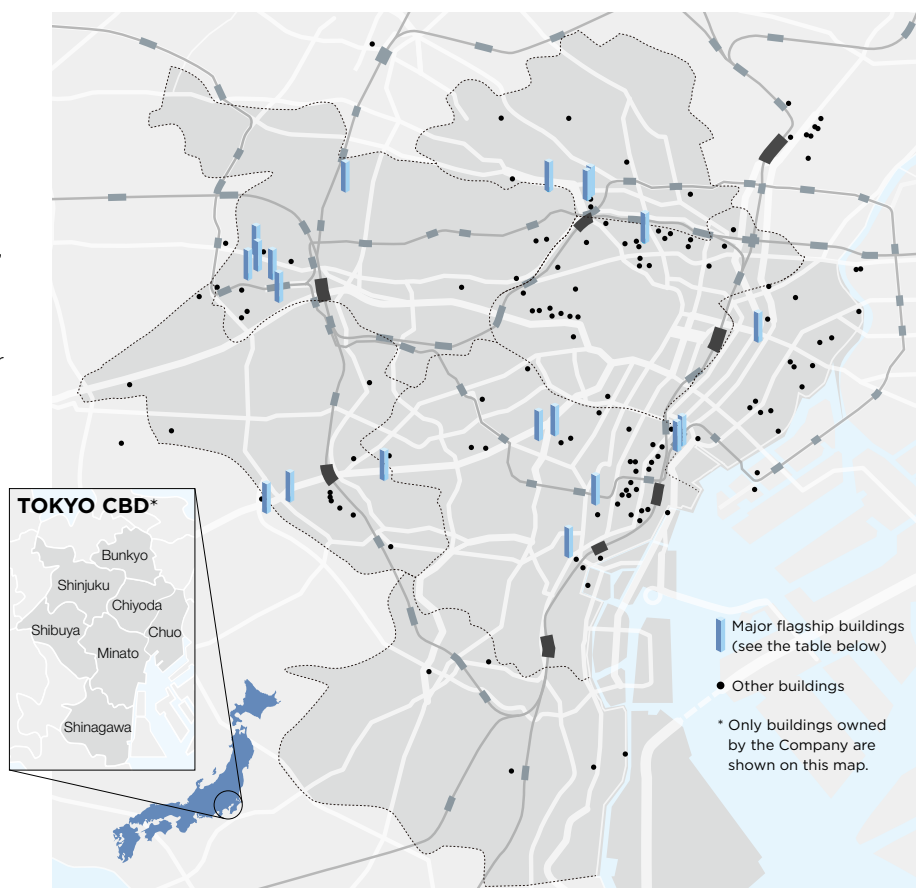 TOKYO CBD*
Bunkyo
Shinjuku
Chiyoda
Shibuya
Chuo
Minato
Shinagawa
Major flagship buildings
(see the table below)
Other buildings
* Only buildings owned
by the Company are
shown on this map.